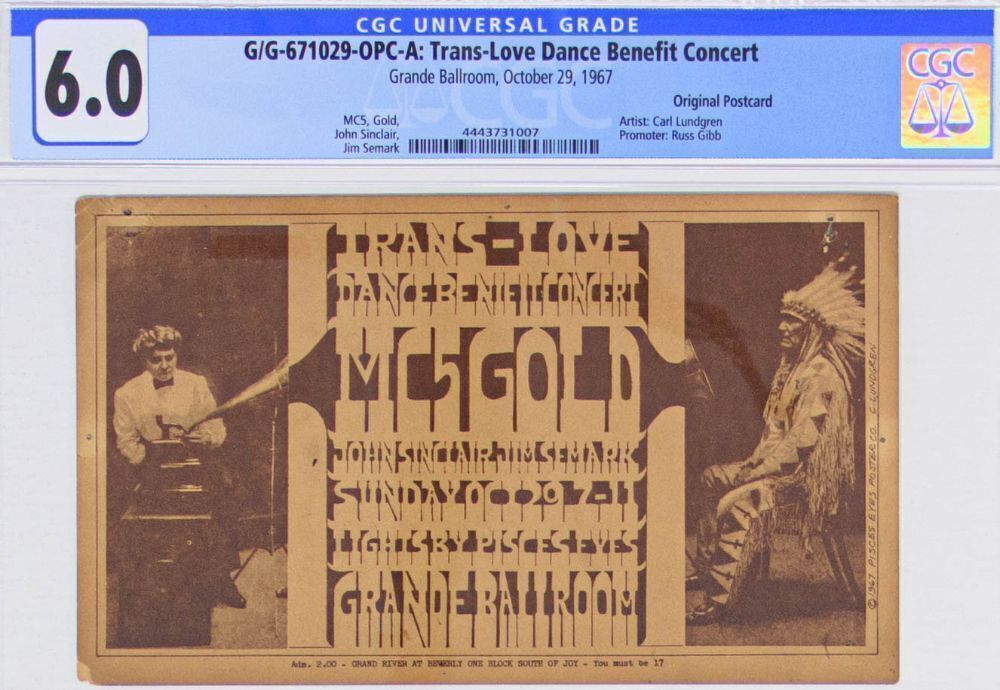 CGC UNIVERSAL GRADE
6.0
G/G-671029-OPC-A: Trans-Love Dance Benefit Concert
Grande Ballroom, October 29, 1967
CGC
Original Postcard
MC5, Gold,
John Sinclair,
Jim Semark
4443731007
Artist: Carl Lundgren
Promoter: Russ Gibb
CGC
TRANS-LOVE
DANCE BENIFIT CONCERT
MC5 GOLD
JOHN SINCLAIR JIM SEMARK
SUNDAY OCT 29 7-11
LIGHTS BY PISCES EYES
GRANDE BALLROOM
© 1967 PISCES EYES POSTER CO. C. LUNDGREN
Adm. 2.00 - GRAND RIVER AT BEVERLY ONE BLOCK SOUTH OF JOY - You must be 17